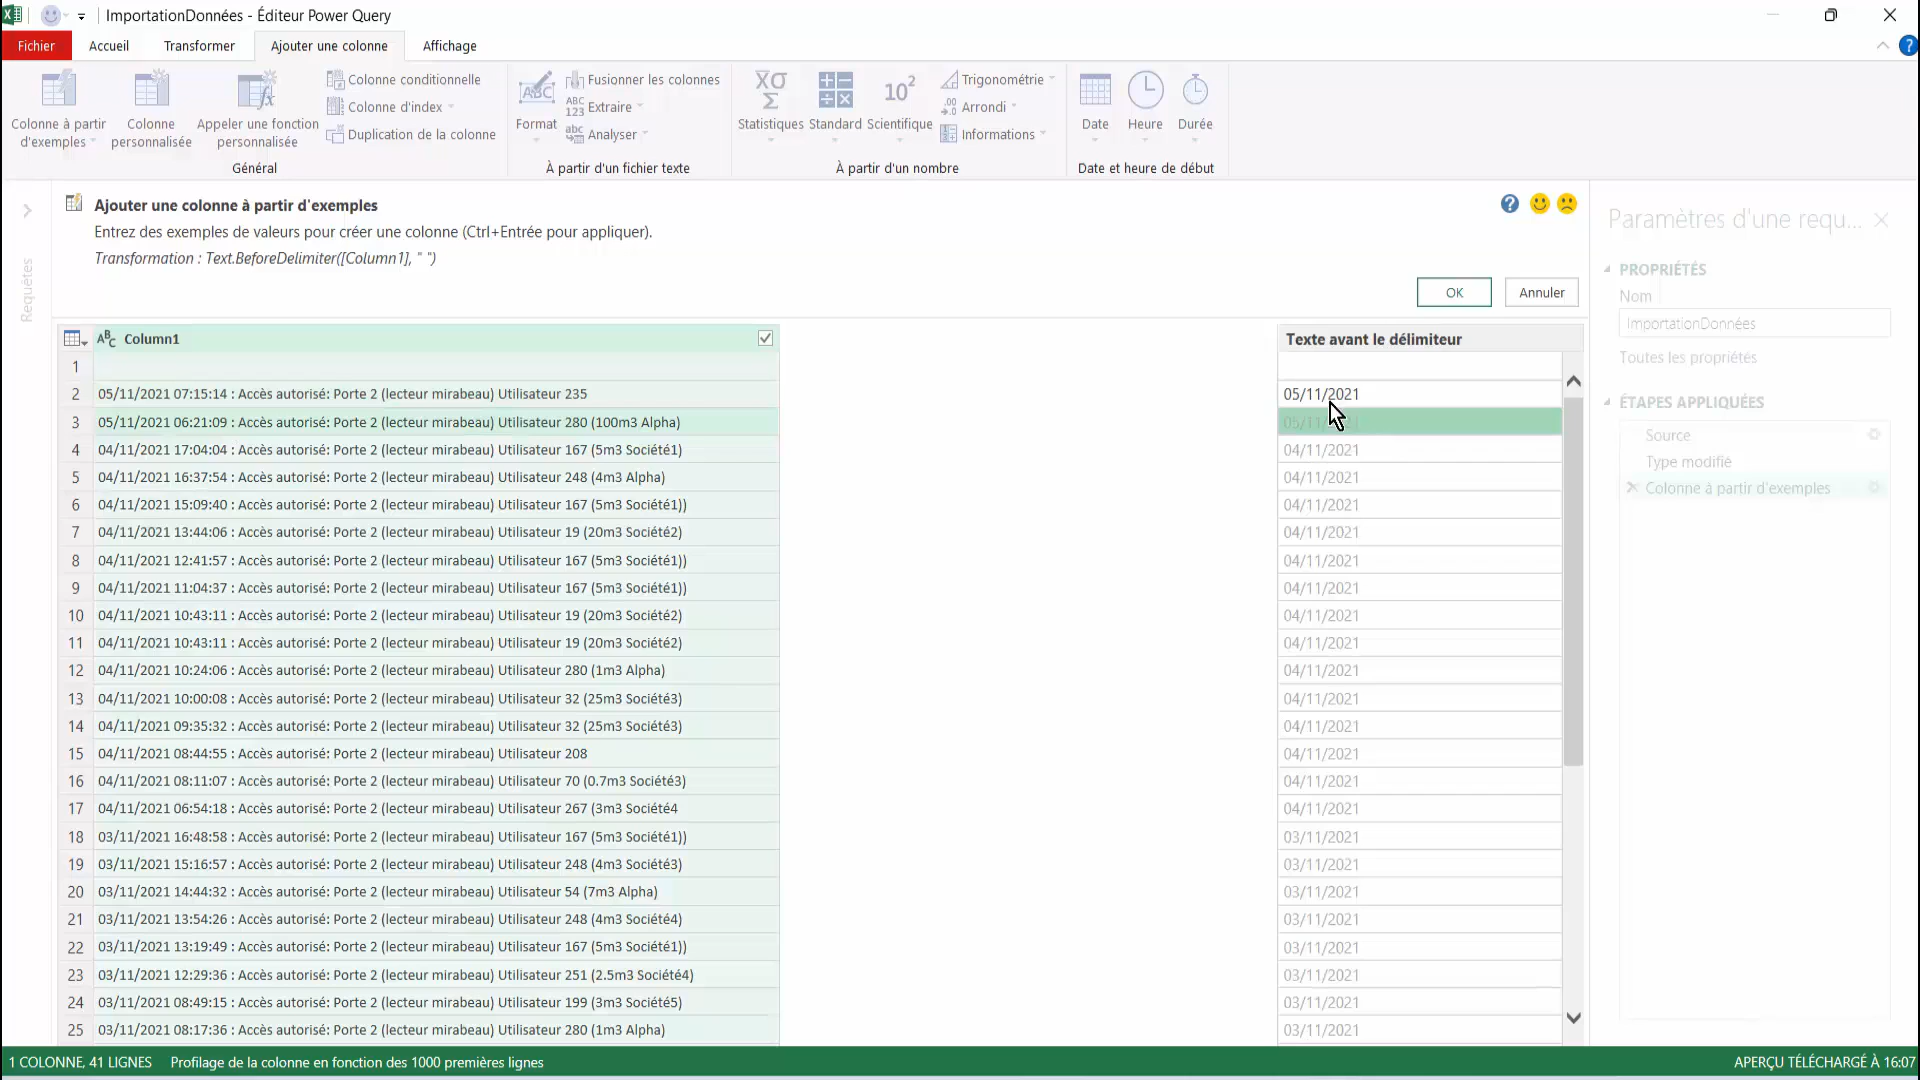 ImportationDonnées - Éditeur Power Query
Fichier
Accueil
Transformer
Ajouter une colonne
Affichage
Colonne à partir d'exemples
Colonne personnalisée
Appeler une fonction personnalisée
Colonne conditionnelle
Colonne d'index
Duplication de la colonne
Général
Format
Fusionner les colonnes
Extraire
Analyser
À partir d'un fichier texte
Statistiques
Standard
Scientifique
Trigonométrie
Arrondi
Informations
À partir d'un nombre
Date
Heure
Durée
Date et heure de début
Requêtes
Ajouter une colonne à partir d'exemples
Entrez des exemples de valeurs pour créer une colonne (Ctrl+Entrée pour appliquer).
Transformation : Text.BeforeDelimiter([Column1], " ")
OK
Annuler
Column1
Texte avant le délimiteur
1
2 05/11/2021 07:15:14 : Accès autorisé: Porte 2 (lecteur mirabeau) Utilisateur 235 05/11/2021
3 05/11/2021 06:21:09 : Accès autorisé: Porte 2 (lecteur mirabeau) Utilisateur 280 (100m3 Alpha) 05/11/2021
4 04/11/2021 17:04:04 : Accès autorisé: Porte 2 (lecteur mirabeau) Utilisateur 167 (5m3 Société1) 04/11/2021
5 04/11/2021 16:37:54 : Accès autorisé: Porte 2 (lecteur mirabeau) Utilisateur 248 (4m3 Alpha) 04/11/2021
6 04/11/2021 15:09:40 : Accès autorisé: Porte 2 (lecteur mirabeau) Utilisateur 167 (5m3 Société1)) 04/11/2021
7 04/11/2021 13:44:06 : Accès autorisé: Porte 2 (lecteur mirabeau) Utilisateur 19 (20m3 Société2) 04/11/2021
8 04/11/2021 12:41:57 : Accès autorisé: Porte 2 (lecteur mirabeau) Utilisateur 167 (5m3 Société1)) 04/11/2021
9 04/11/2021 11:04:37 : Accès autorisé: Porte 2 (lecteur mirabeau) Utilisateur 167 (5m3 Société1)) 04/11/2021
10 04/11/2021 10:43:11 : Accès autorisé: Porte 2 (lecteur mirabeau) Utilisateur 19 (20m3 Société2) 04/11/2021
11 04/11/2021 10:43:11 : Accès autorisé: Porte 2 (lecteur mirabeau) Utilisateur 19 (20m3 Société2) 04/11/2021
12 04/11/2021 10:24:06 : Accès autorisé: Porte 2 (lecteur mirabeau) Utilisateur 280 (1m3 Alpha) 04/11/2021
13 04/11/2021 10:00:08 : Accès autorisé: Porte 2 (lecteur mirabeau) Utilisateur 32 (25m3 Société3) 04/11/2021
14 04/11/2021 09:35:32 : Accès autorisé: Porte 2 (lecteur mirabeau) Utilisateur 32 (25m3 Société3) 04/11/2021
15 04/11/2021 08:44:55 : Accès autorisé: Porte 2 (lecteur mirabeau) Utilisateur 208 04/11/2021
16 04/11/2021 08:11:07 : Accès autorisé: Porte 2 (lecteur mirabeau) Utilisateur 70 (0.7m3 Société3) 04/11/2021
17 04/11/2021 06:54:18 : Accès autorisé: Porte 2 (lecteur mirabeau) Utilisateur 267 (3m3 Société4 04/11/2021
18 03/11/2021 16:48:58 : Accès autorisé: Porte 2 (lecteur mirabeau) Utilisateur 167 (5m3 Société1)) 03/11/2021
19 03/11/2021 15:16:57 : Accès autorisé: Porte 2 (lecteur mirabeau) Utilisateur 248 (4m3 Société3) 03/11/2021
20 03/11/2021 14:44:32 : Accès autorisé: Porte 2 (lecteur mirabeau) Utilisateur 54 (7m3 Alpha) 03/11/2021
21 03/11/2021 13:54:26 : Accès autorisé: Porte 2 (lecteur mirabeau) Utilisateur 248 (4m3 Société4) 03/11/2021
22 03/11/2021 13:19:49 : Accès autorisé: Porte 2 (lecteur mirabeau) Utilisateur 167 (5m3 Société1)) 03/11/2021
23 03/11/2021 12:29:36 : Accès autorisé: Porte 2 (lecteur mirabeau) Utilisateur 251 (2.5m3 Société4) 03/11/2021
24 03/11/2021 08:49:15 : Accès autorisé: Porte 2 (lecteur mirabeau) Utilisateur 199 (3m3 Société5) 03/11/2021
25 03/11/2021 08:17:36 : Accès autorisé: Porte 2 (lecteur mirabeau) Utilisateur 280 (1m3 Alpha) 03/11/2021
Paramètres d'une requ...
PROPRIÉTÉS
Nom
ImportationDonnées
Toutes les propriétés
ÉTAPES APPLIQUÉES
Source
Type modifié
Colonne à partir d'exemples
1 COLONNE, 41 LIGNES
Profilage de la colonne en fonction des 1000 premières lignes
APERÇU TÉLÉCHARGÉ À 16:07